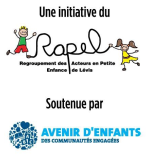 Une initiative du
Rapel
Regroupement des Acteurs en Petite
Enfance de Lévis
Soutenue par
AVENIR D'ENFANTS
DES COMMUNAUTÉS ENGAGÉES